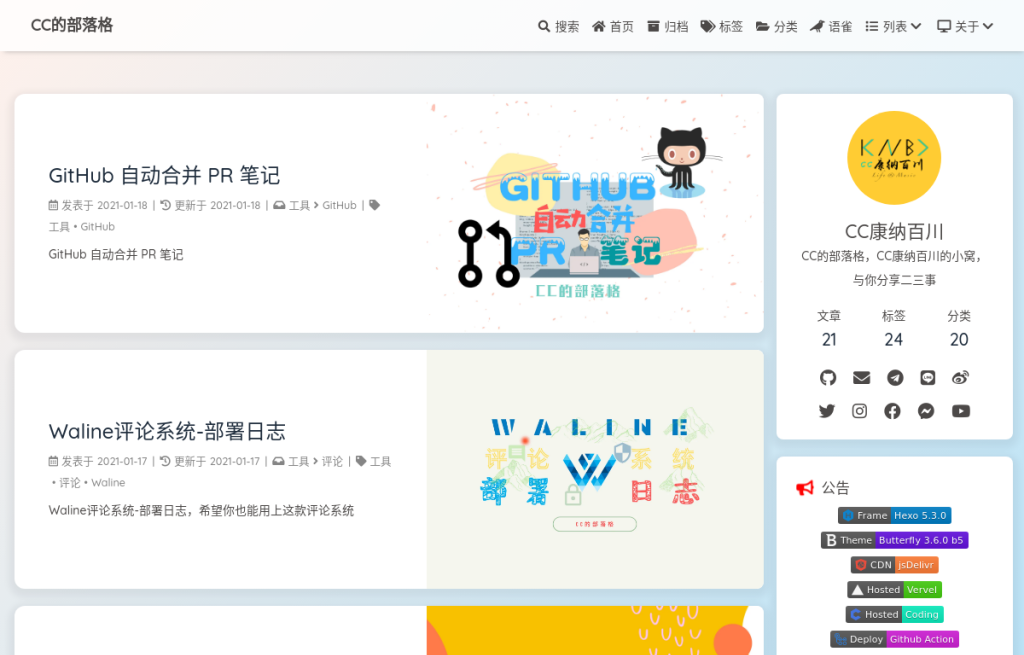 CC的部落格
搜索 首页 归档 标签 分类 语雀 列表 关于
GitHub 自动合并 PR 笔记
发表于 2021-01-18 | 更新于 2021-01-18 | 工具 > GitHub |
工具 • GitHub
GitHub 自动合并 PR 笔记
GITHUB
自动合并
PR 笔记
CC的部落格
Waline评论系统-部署日志
发表于 2021-01-17 | 更新于 2021-01-17 | 工具 > 评论 | 工具
• 评论 • Waline
Waline评论系统-部署日志，希望你也能用上这款评论系统
WALINE
评论 系统
部署 日志
CC的部落格
KNB>
CC康纳百川
Life & Music
CC康纳百川
CC的部落格，CC康纳百川的小窝，
与你分享二三事
文章 标签 分类
21 24 20
公告
Frame Hexo 5.3.0
Theme Butterfly 3.6.0 b5
CDN jsDelivr
Hosted Vervel
Hosted Coding
Deploy Github Action